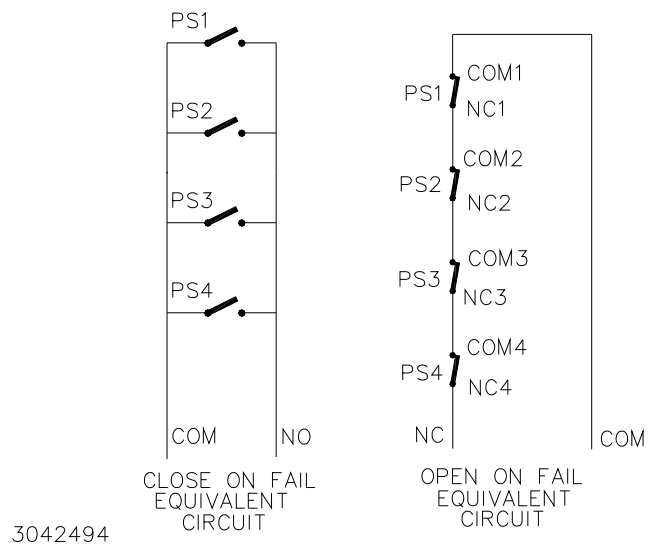 PS1
PS2
PS3
PS4
COM
NO
CLOSE ON FAIL
EQUIVALENT
CIRCUIT
PS1
COM1
NC1
PS2
COM2
NC2
PS3
COM3
NC3
PS4
COM4
NC4
NC
COM
OPEN ON FAIL
EQUIVALENT
CIRCUIT
3042494